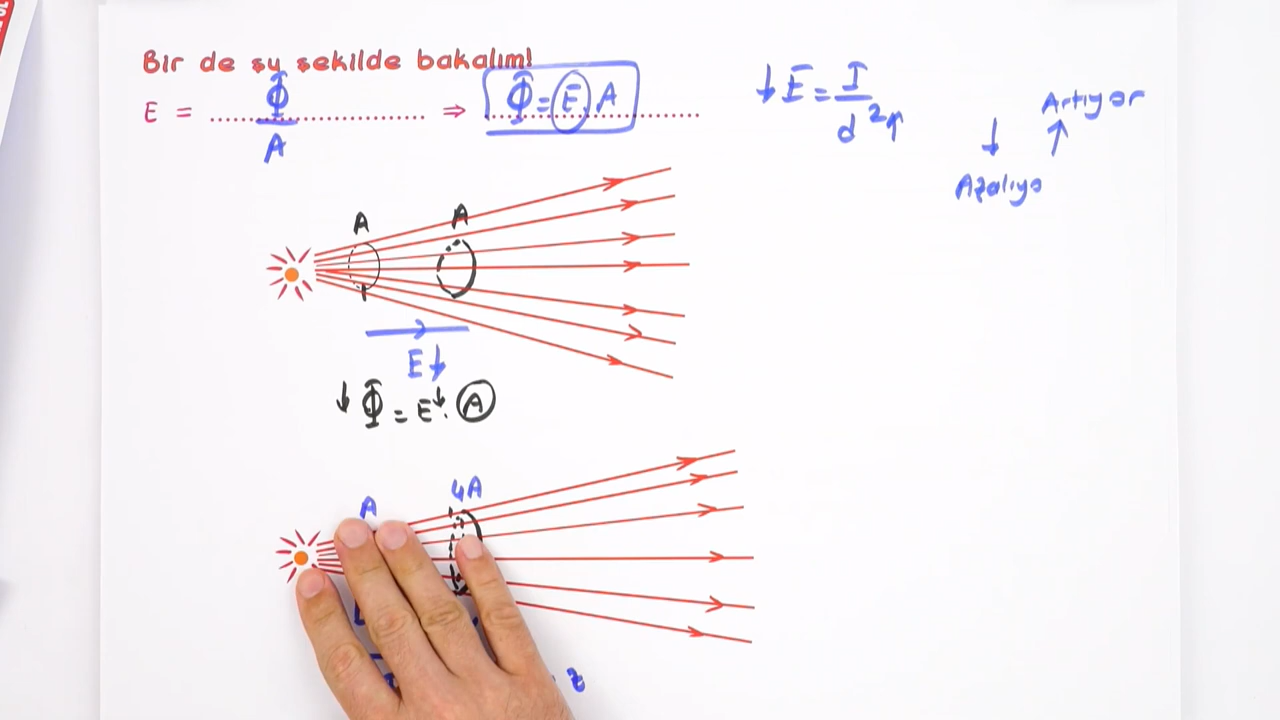 Bir de şu şekilde bakalım!
E = Φ / A ⇒ Φ = E . A
↓ E = I / d² ↑
Artıyor
↓ ↑
Azalıyo
A A
E ↓
↓ Φ = E↓ . A
A 4A